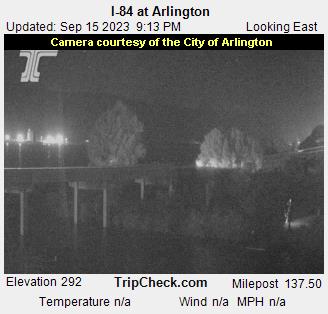 I-84 at Arlington
Updated: Sep 15 2023 9:13 PM Looking East
Camera courtesy of the City of Arlington
Elevation 292 TripCheck.com Milepost 137.50
Temperature n/a Wind n/a MPH n/a